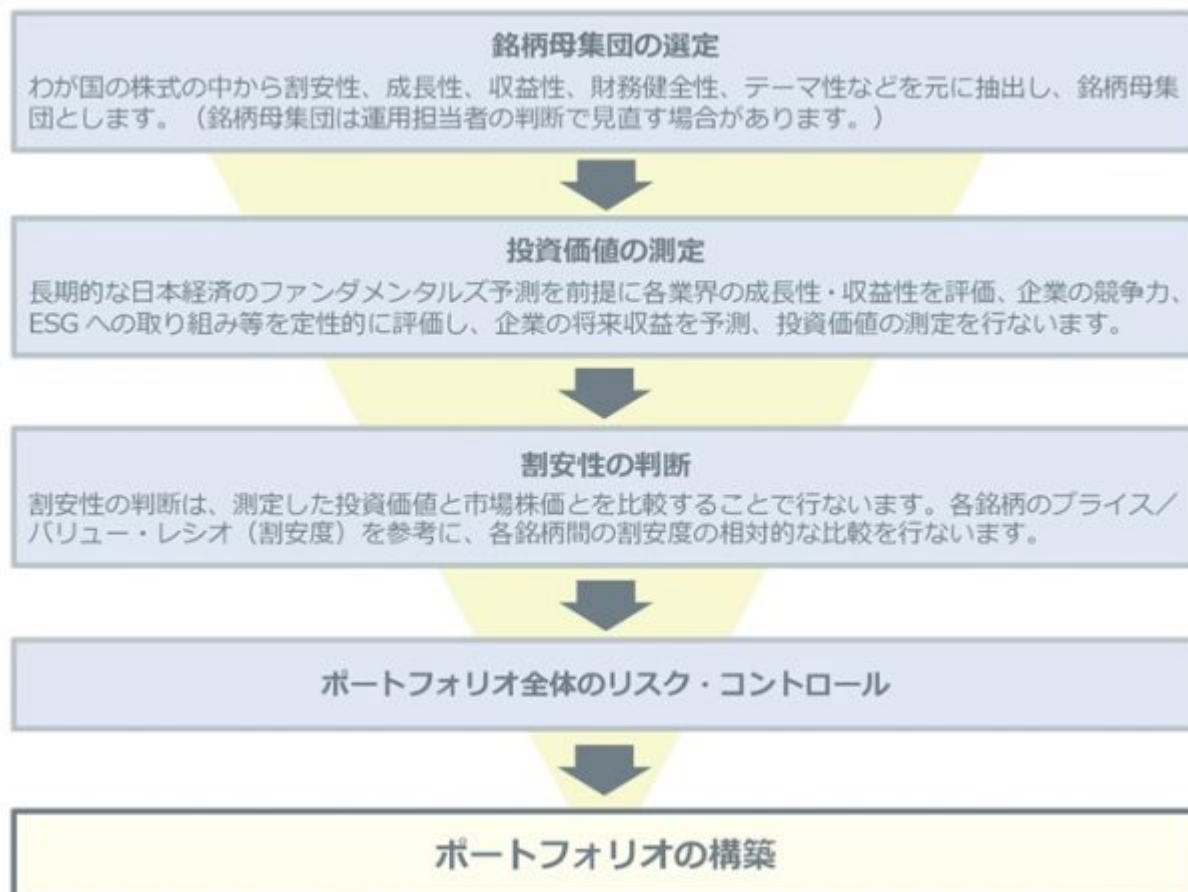 銘柄母集団の選定
わが国の株式の中から割安性、成長性、収益性、財務健全性、テーマ性などを元に抽出し、銘柄母集
団とします。（銘柄母集団は運用担当者の判断で見直す場合があります。）
投資価値の測定
長期的な日本経済のファンダメンタルズ予測を前提に各業界の成長性・収益性を評価、企業の競争力、
ESG への取り組み等を定性的に評価し、企業の将来収益を予測、投資価値の測定を行ないます。
割安性の判断
割安性の判断は、測定した投資価値と市場株価とを比較することで行ないます。各銘柄のプライス／
バリュー・レシオ（割安度）を参考に、各銘柄間の割安度の相対的な比較を行ないます。
ポートフォリオ全体のリスク・コントロール
ポートフォリオの構築